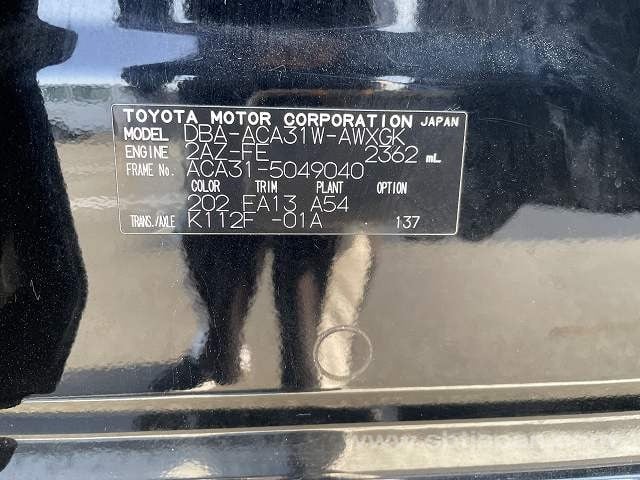 TOYOTA MOTOR CORPORATION JAPAN
MODEL DBA-ACA31W-AWXGK
ENGINE 2AZ-FE 2362 mL
FRAME No. ACA31-5049040
COLOR TRIM PLANT
202 FA13 A54
TRANS./AXLE K112F -01A 137